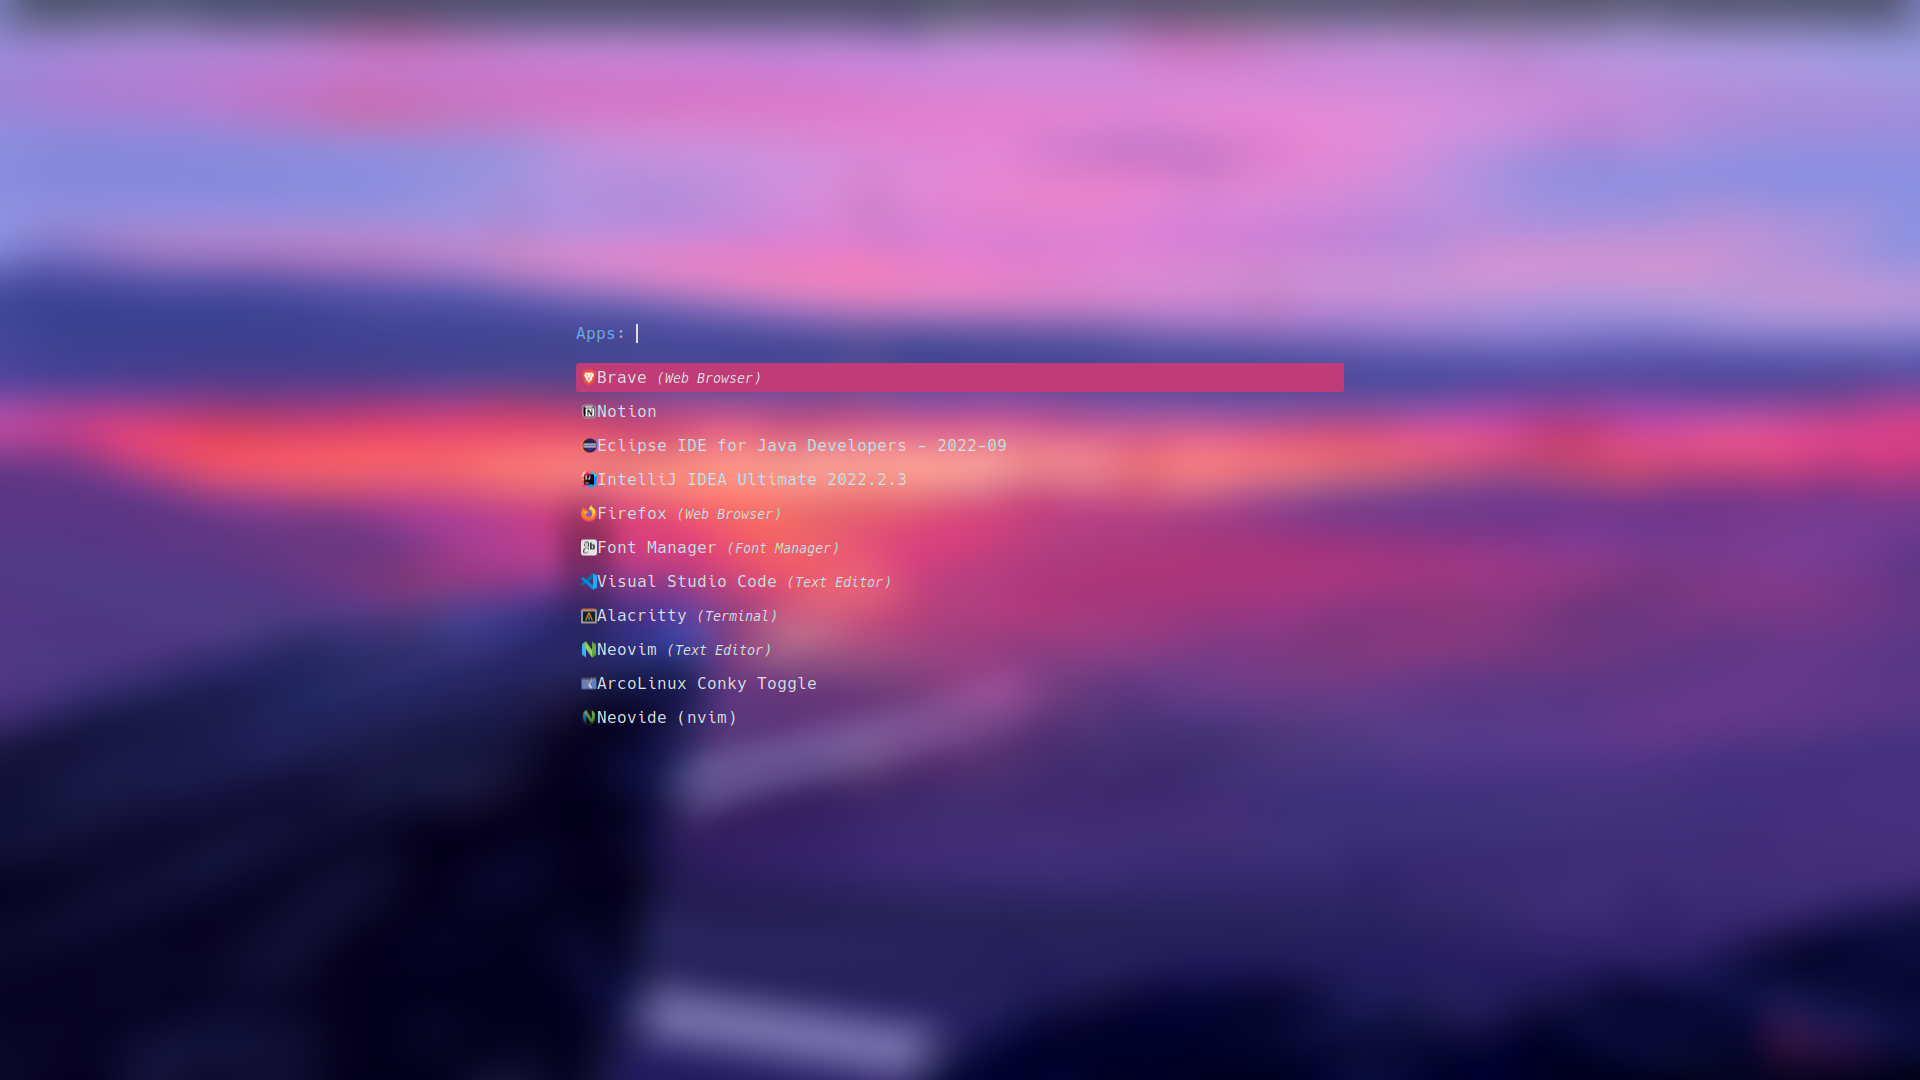 Apps:
Brave (Web Browser)
Notion
Eclipse IDE for Java Developers - 2022-09
IntelliJ IDEA Ultimate 2022.2.3
Firefox (Web Browser)
Font Manager (Font Manager)
Visual Studio Code (Text Editor)
Alacritty (Terminal)
Neovim (Text Editor)
ArcoLinux Conky Toggle
Neovide (nvim)